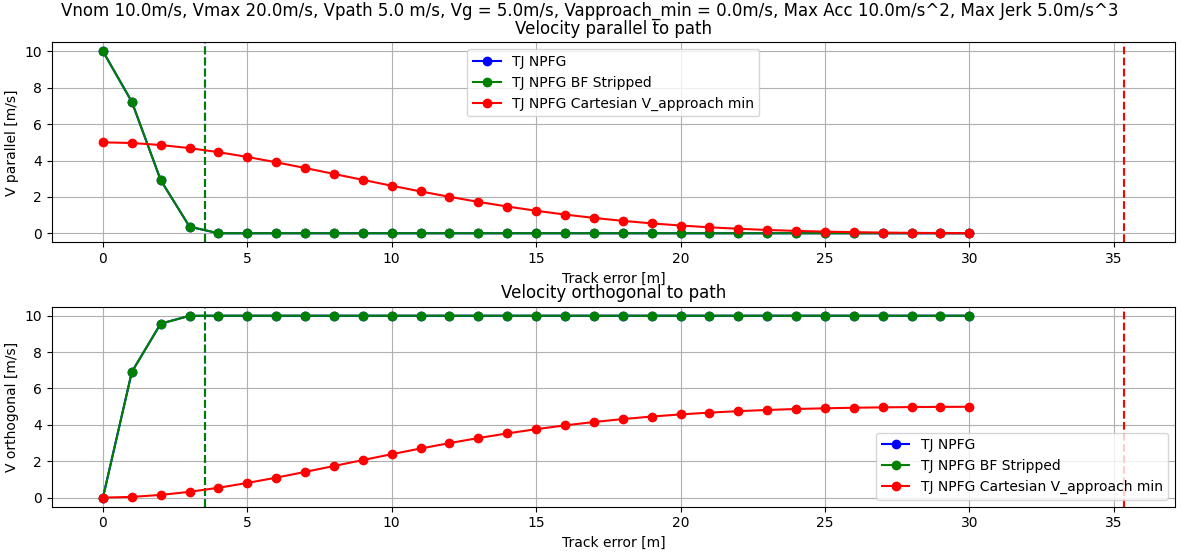 Vnom 10.0m/s, Vmax 20.0m/s, Vpath 5.0 m/s, Vg = 5.0m/s, Vapproach_min = 0.0m/s, Max Acc 10.0m/s^2, Max Jerk 5.0m/s^3
Velocity parallel to path
V parallel [m/s]
10
8
6
4
2
0
TJ NPFG
TJ NPFG BF Stripped
TJ NPFG Cartesian V_approach min
0 5 10 15 20 25 30 35
Track error [m]
Velocity orthogonal to path
V orthogonal [m/s]
10
8
6
4
2
0
TJ NPFG
TJ NPFG BF Stripped
TJ NPFG Cartesian V_approach min
0 5 10 15 20 25 30 35
Track error [m]